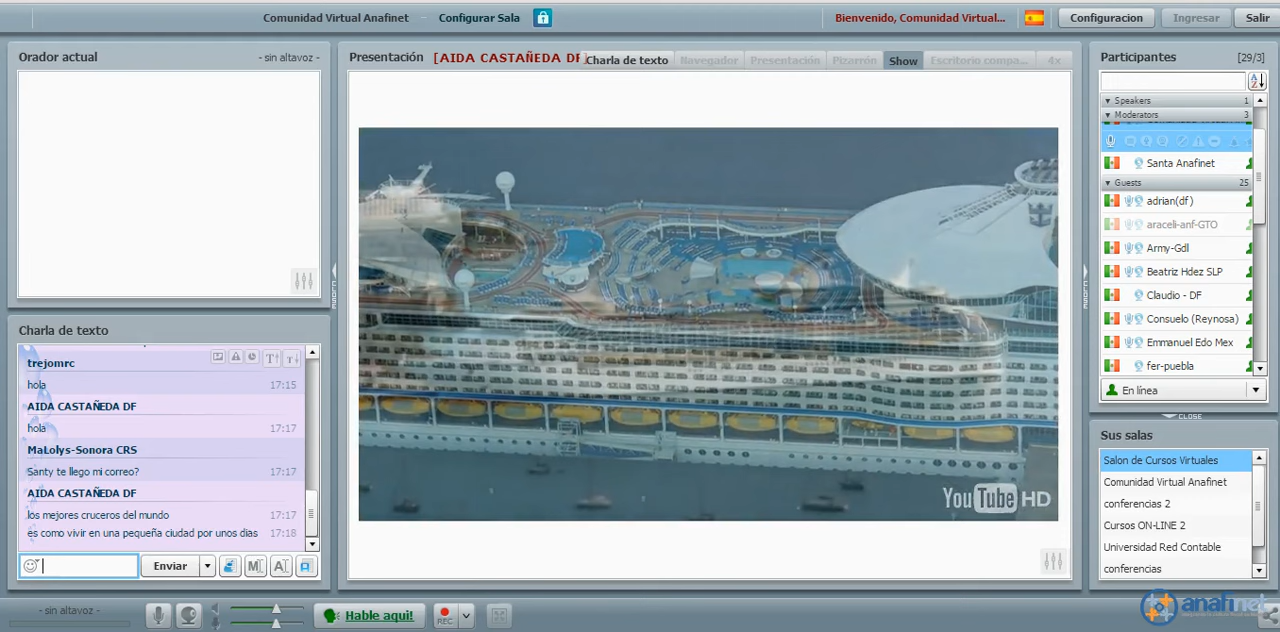 Comunidad Virtual Anafinet
Configurar Sala
Bienvenido, Comunidad Virtual...
Configuracion
Ingresar
Salir
Orador actual
- sin altavoz -
Charla de texto
trejomrc
hola 17:15
AIDA CASTAÑEDA DF
hola 17:17
MaLolys-Sonora CRS
Santy te llego mi correo? 17:17
AIDA CASTAÑEDA DF
los mejores cruceros del mundo 17:17
es como vivir en una pequeña ciudad por unos dias 17:18
Enviar
Presentación [AIDA CASTAÑEDA DF]
Charla de texto
Navegador
Presentación
Pizarrón
Show
Escritorio compa...
4x
YouTube HD
Participantes [29/3]
Speakers 1
Moderators 3
Santa Anafinet
Guests 25
adrian(df)
araceli-anf-GTO
Army-Gdl
Beatriz Hdez SLP
Claudio - DF
Consuelo (Reynosa)
Emmanuel Edo Mex
fer-puebla
En línea
CLOSE
Sus salas
Salon de Cursos Virtuales
Comunidad Virtual Anafinet
conferencias 2
Cursos ON-LINE 2
Universidad Red Contable
conferencias
- sin altavoz -
Hable aqui!
REC
anafinet